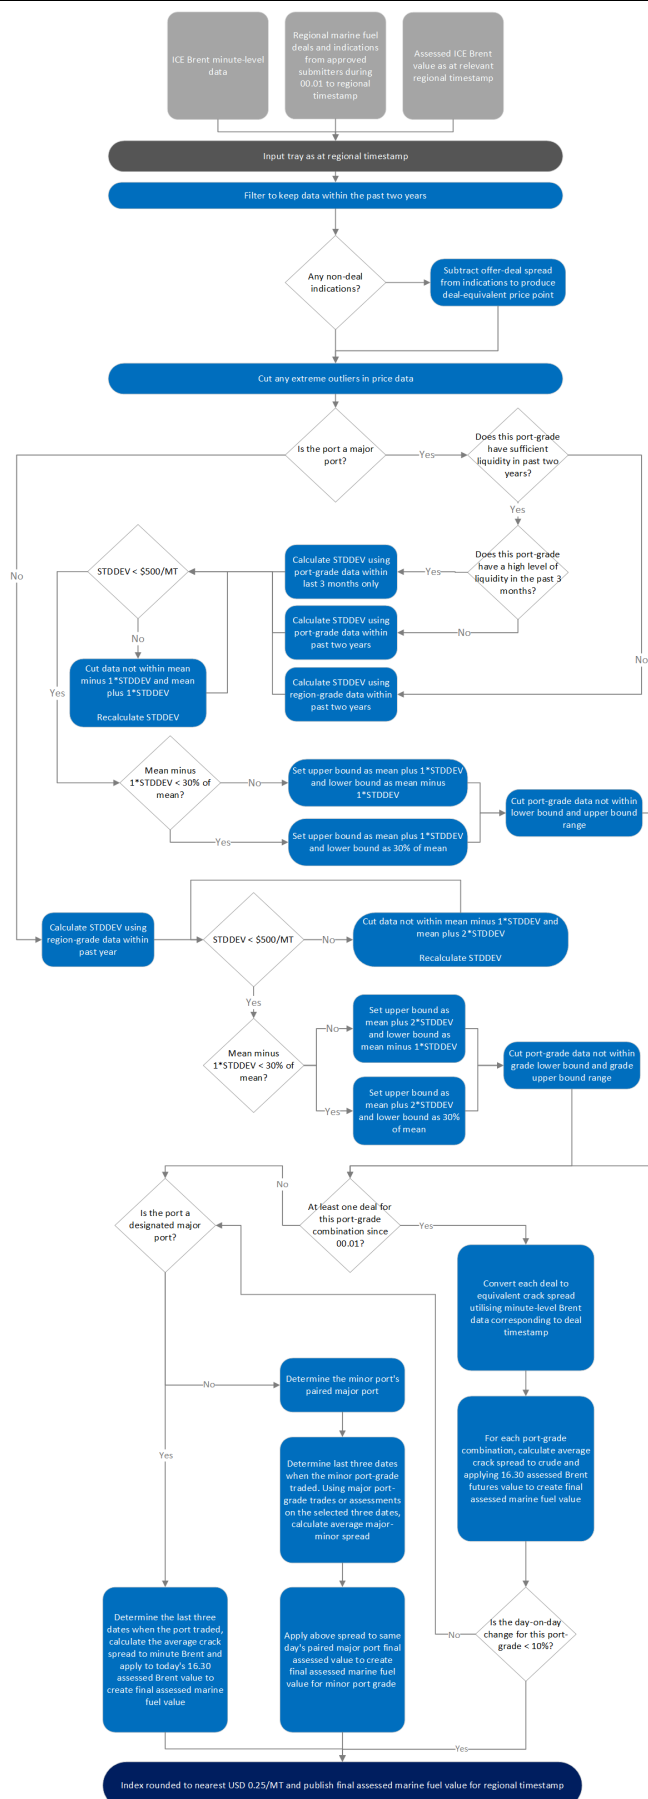 ICE Brent minute-level
data
Regional marine fuel
deals and indications
from approved
submitters during
00.01 to regional
timestamp
Assessed ICE Brent
value as at relevant
regional timestamp
Input tray as at regional timestamp
Filter to keep data within the past two years
Any non-deal
indications?
Subtract offer-deal spread
from indications to produce
deal-equivalent price point
Cut any extreme outliers in price data
Is the port a major
port?
Yes
Does this port-grade
have sufficient
liquidity in past two
years?
Yes
No
No
STDDEV < $500/MT
Calculate STDDEV using
port-grade data within
last 3 months only
Yes
Does this port-grade
have a high level of
liquidity in the past 3
months?
Calculate STDDEV using
port-grade data within
past two years
No
No
Cut data not within mean
minus 1*STDDEV and mean
plus 1*STDDEV
Recalculate STDDEV
Yes
Calculate STDDEV using
region-grade data within
past two years
Mean minus
1*STDDEV < 30% of
mean?
No
Set upper bound as mean plus 1*STDDEV
and lower bound as mean minus
1*STDDEV
Yes
Set upper bound as mean plus 1*STDDEV
and lower bound as 30% of mean
Cut port-grade data not within
lower bound and upper bound
range
Calculate STDDEV using
region-grade data within
past year
STDDEV < $500/MT
No
Cut data not within mean minus 1*STDDEV and
mean plus 2*STDDEV
Recalculate STDDEV
Yes
Mean minus
1*STDDEV < 30% of
mean?
No
Set upper bound as
mean plus 2*STDDEV
and lower bound as
mean minus 1*STDDEV
Yes
Set upper bound as
mean plus 2*STDDEV
and lower bound as 30%
of mean
Cut port-grade data not within
grade lower bound and grade
upper bound range
Is the port a
designated major
port?
No
At least one deal for
this port-grade
combination since
00.01?
Yes
Convert each deal to
equivalent crack spread
utilising minute-level Brent
data corresponding to deal
timestamp
No
Determine the minor port's
paired major port
For each port-grade
combination, calculate average
crack spread to crude and
applying 16.30 assessed Brent
futures value to create final
assessed marine fuel value
Yes
Determine last three dates
when the minor port-grade
traded. Using major port-
grade trades or assessments
on the selected three dates,
calculate average major-
minor spread
Determine the last three
dates when the port traded,
calculate the average crack
spread to minute Brent and
apply to today's 16.30
assessed Brent value to
create final assessed marine
fuel value
Apply above spread to same
day's paired major port final
assessed value to create
final assessed marine fuel
value for minor port grade
No
Is the day-on-day
change for this port-
grade < 10%?
Yes
Index rounded to nearest USD 0.25/MT and publish final assessed marine fuel value for regional timestamp